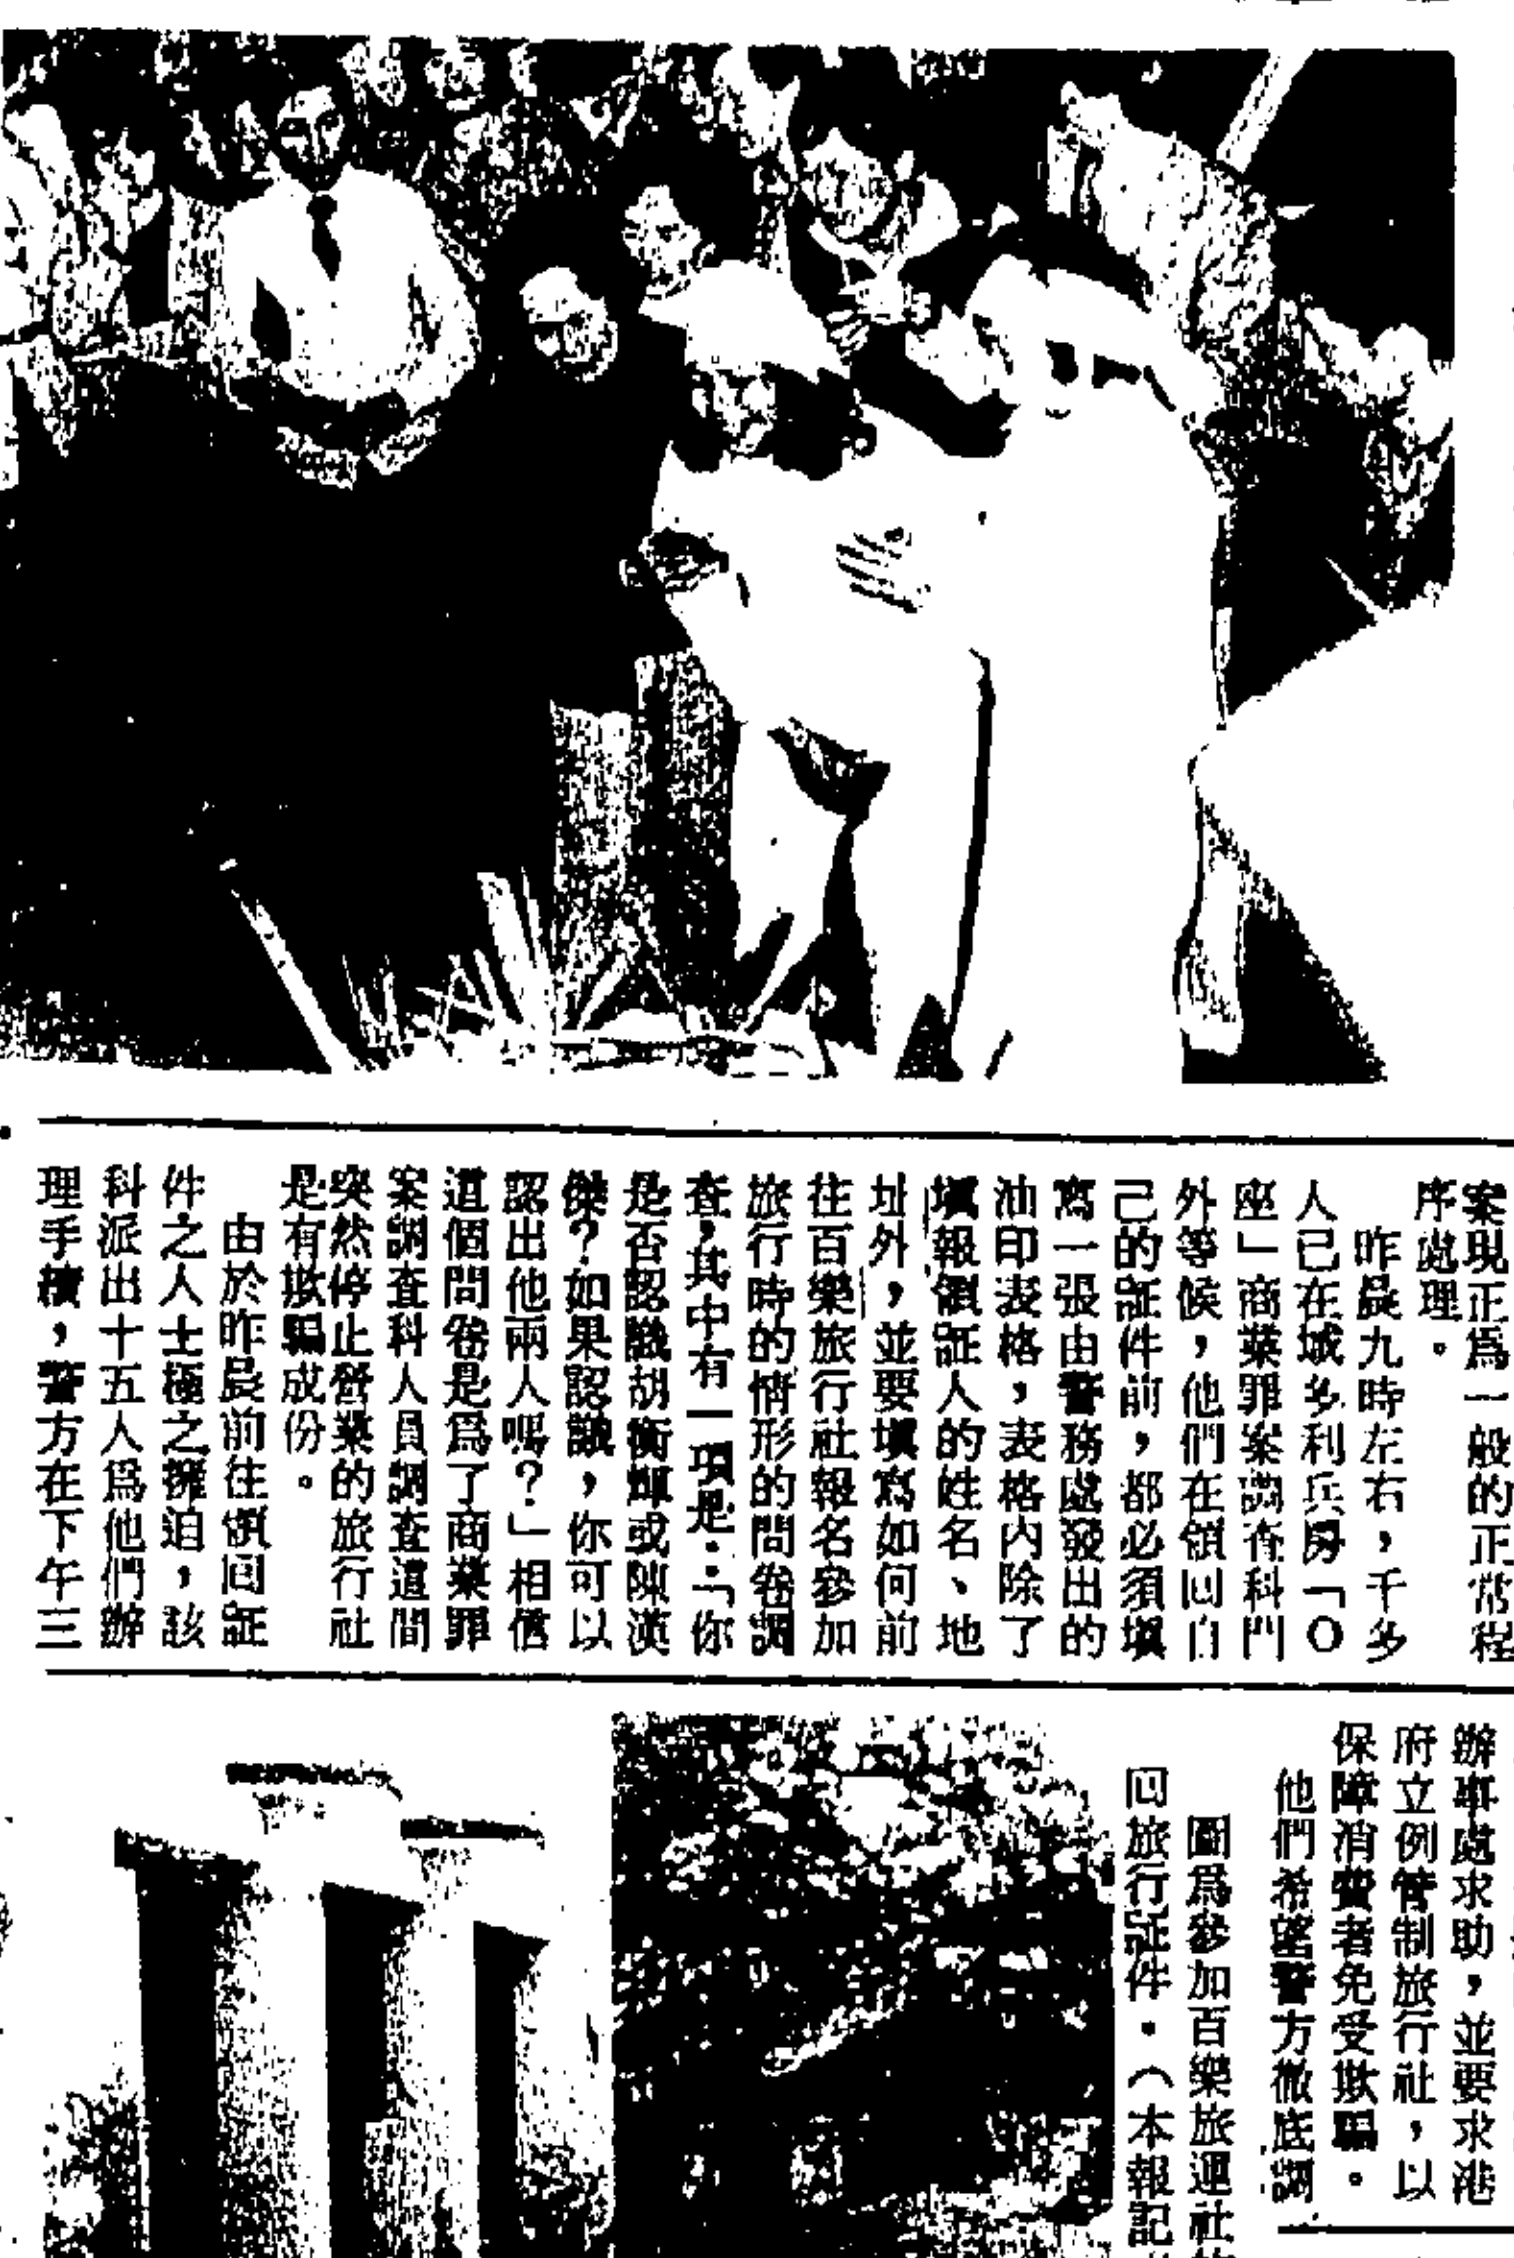 案現正爲一般的正常程
序處理。
昨晨九時左右，千多
人已在域多利兵房「O
座」商業罪案調查科門
外等候，他們在領回自
己的証件前，都必須塡
寫一張由警務處發出的
油印表格，表格內除了
塡報領証人的姓名、地
址外，並要塡寫如何前
往百樂旅行社報名參加
旅行時的情形的問卷調
查，其中有一項是：「你
是否認識胡衡輝或陳漢
傑？如果認識，你可以
認出他兩人嗎？」相信
這個問卷是爲了商業罪
案調查科人員調查這間
突然停止營業的旅行社
是有欺騙成份。
由於昨晨前往領回証
件之人士極之擁迫，該
科派出十五人爲他們辦
理手續，警方在下午三
辦事處求助，並要求港
府立例管制旅行社，以
保障消費者免受欺騙。
他們希望警方徹底調
圖爲參加百樂旅運社
回旅行証件・（本報記